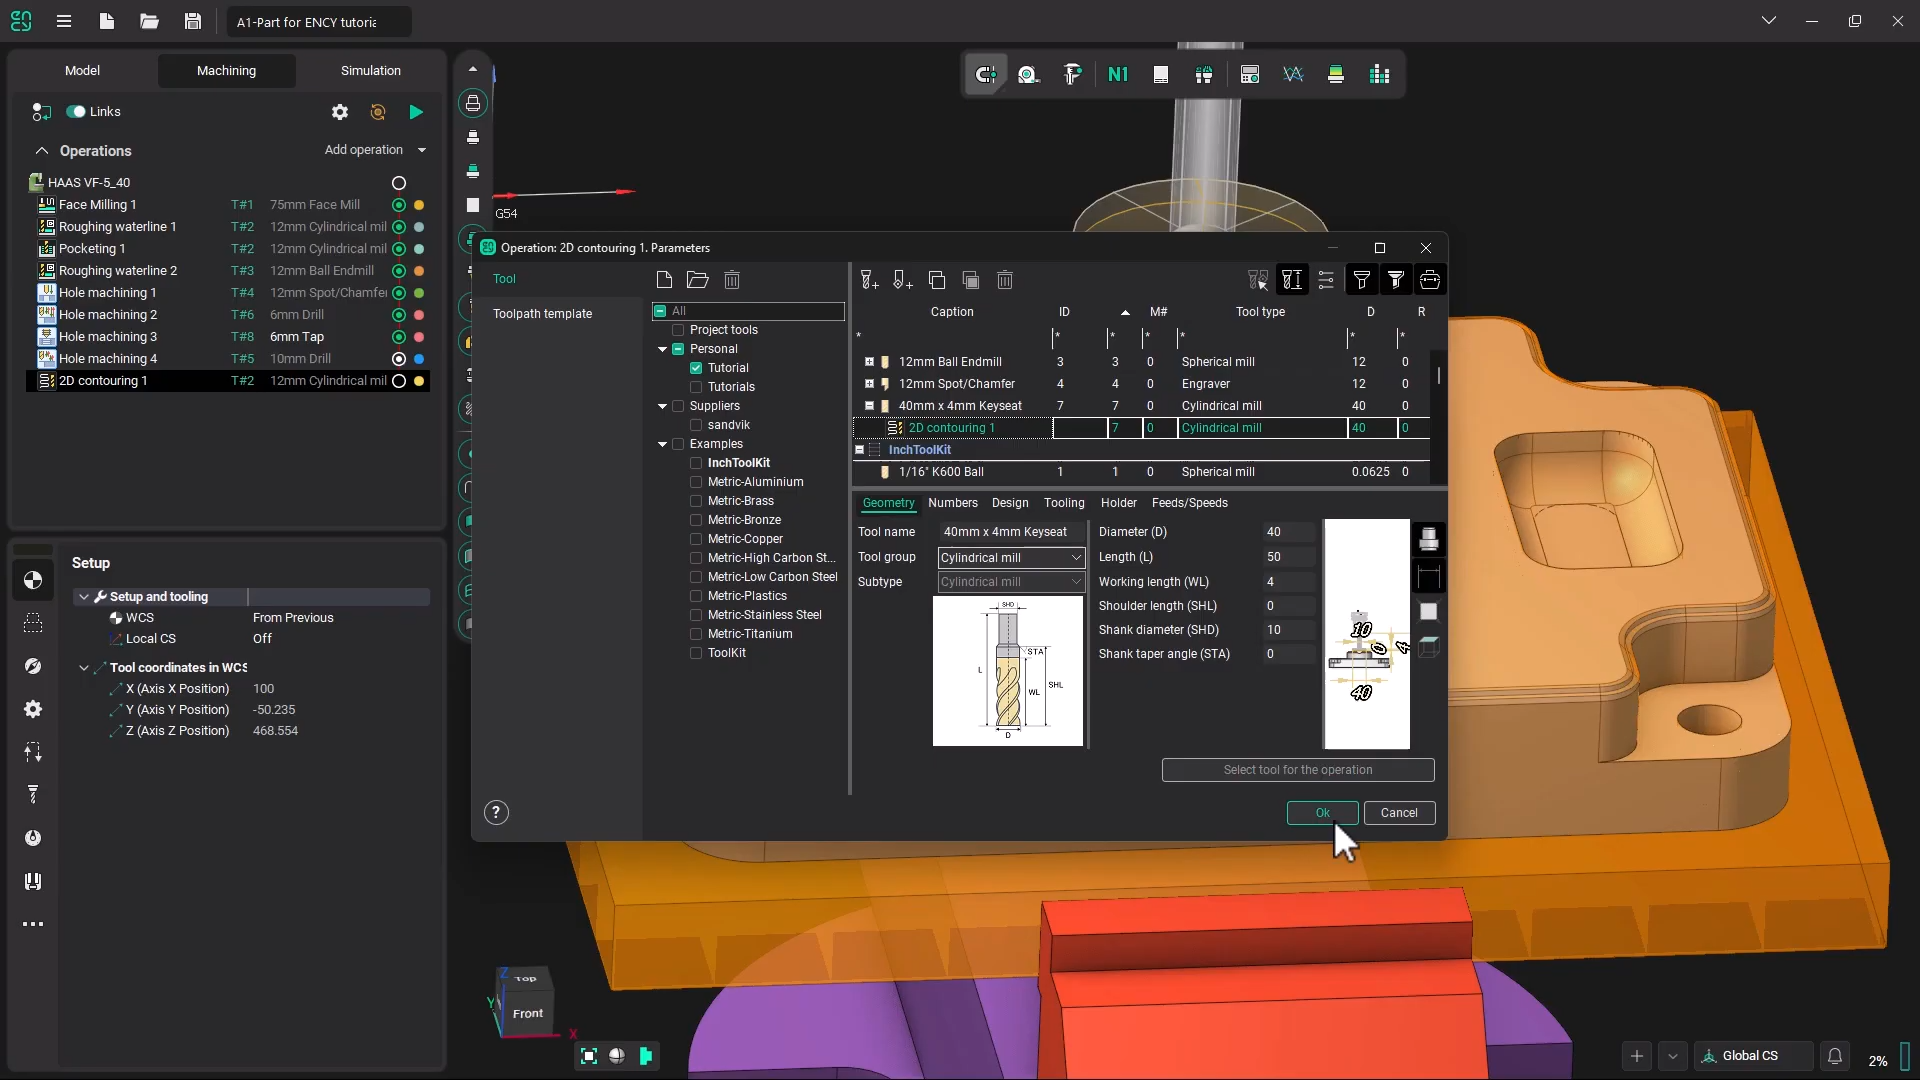 A1-Part for ENCY tutoria
Model
Machining
Simulation
Links
Operations
Add operation
HAAS VF-5_40
Face Milling 1 T#1 75mm Face Mill
Roughing waterline 1 T#2 12mm Cylindrical mil
Pocketing 1 T#2 12mm Cylindrical mil
Roughing waterline 2 T#3 12mm Ball Endmill
Hole machining 1 T#4 12mm Spot/Chamfe
Hole machining 2 T#6 6mm Drill
Hole machining 3 T#8 6mm Tap
Hole machining 4 T#5 10mm Drill
2D contouring 1 T#2 12mm Cylindrical mil
Setup
Setup and tooling
WCS From Previous
Local CS Off
Tool coordinates in WCS
X (Axis X Position) 100
Y (Axis Y Position) -50.235
Z (Axis Z Position) 468.554
N1
G54
Operation: 2D contouring 1. Parameters
Tool
Toolpath template
All
Project tools
Personal
Tutorial
Tutorials
Suppliers
sandvik
Examples
InchToolKit
Metric-Aluminium
Metric-Brass
Metric-Bronze
Metric-Copper
Metric-High Carbon St...
Metric-Low Carbon Steel
Metric-Plastics
Metric-Stainless Steel
Metric-Titanium
ToolKit
Caption ID M# Tool type D R
* * * * * *
12mm Ball Endmill 3 3 0 Spherical mill 12 0
12mm Spot/Chamfer 4 4 0 Engraver 12 0
40mm x 4mm Keyseat 7 7 0 Cylindrical mill 40 0
2D contouring 1 7 0 Cylindrical mill 40 0
InchToolKit
1/16" K600 Ball 1 1 0 Spherical mill 0.0625 0
Geometry Numbers Design Tooling Holder Feeds/Speeds
Tool name 40mm x 4mm Keyseat
Tool group Cylindrical mill
Subtype Cylindrical mill
SHD
STA
L
WL
SHL
D
Diameter (D) 40
Length (L) 50
Working length (WL) 4
Shoulder length (SHL) 0
Shank diameter (SHD) 10
Shank taper angle (STA) 0
10
0
4
40
Select tool for the operation
?
Ok
Cancel
Top
Front
Z
Y
X
Global CS
2%